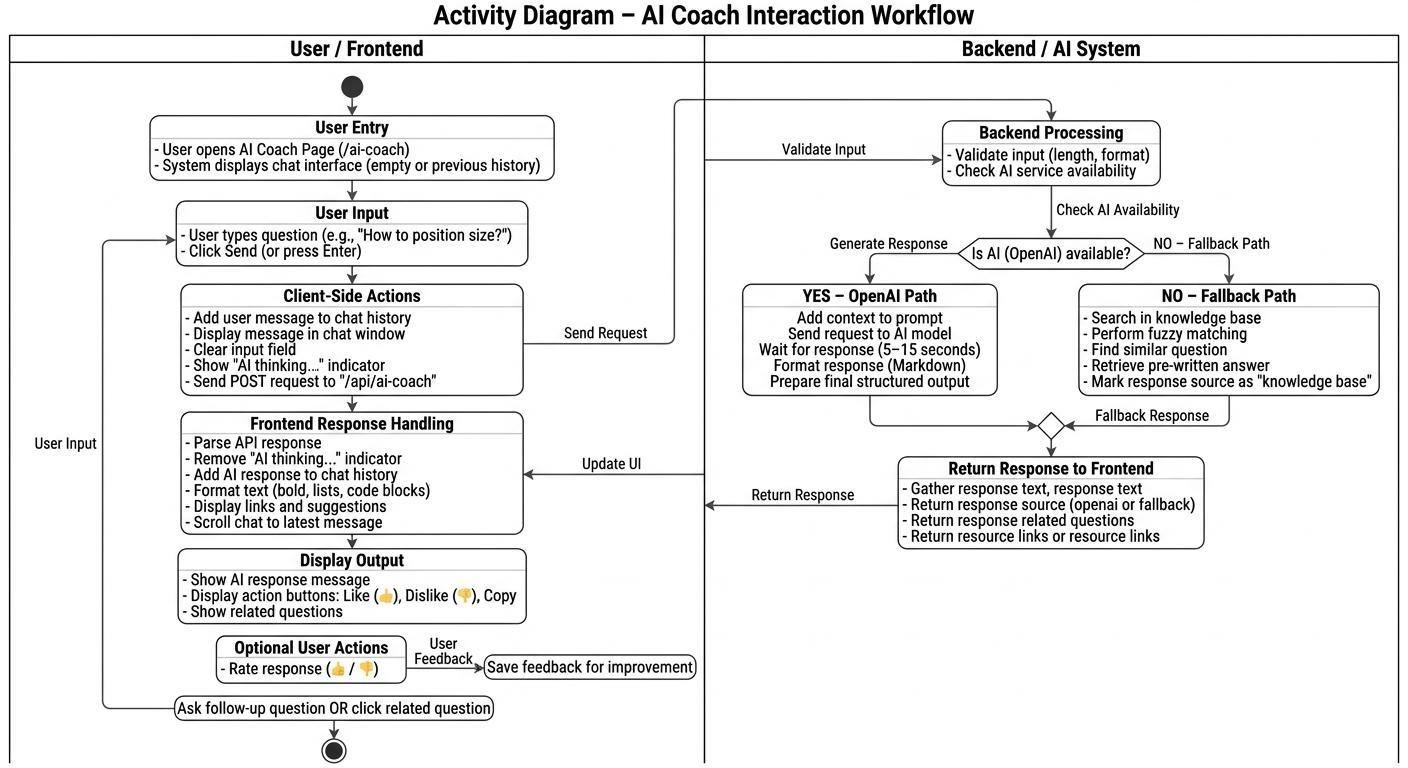 Activity Diagram – AI Coach Interaction Workflow
User / Frontend
Backend / AI System
User Entry
- User opens AI Coach Page (/ai-coach)
- System displays chat interface (empty or previous history)
User Input
- User types question (e.g., "How to position size?")
- Click Send (or press Enter)
Client-Side Actions
- Add user message to chat history
- Display message in chat window
- Clear input field
- Show "AI thinking..." indicator
- Send POST request to "/api/ai-coach"
Send Request
Frontend Response Handling
- Parse API response
- Remove "AI thinking..." indicator
- Add AI response to chat history
- Format text (bold, lists, code blocks)
- Display links and suggestions
- Scroll chat to latest message
User Input
Update UI
Display Output
- Show AI response message
- Display action buttons: Like (👍), Dislike (👎), Copy
- Show related questions
Optional User Actions
- Rate response (👍 / 👎)
User
Feedback
Save feedback for improvement
Ask follow-up question OR click related question
Validate Input
Backend Processing
- Validate input (length, format)
- Check AI service availability
Check AI Availability
Generate Response
Is AI (OpenAI) available?
NO – Fallback Path
YES – OpenAI Path
Add context to prompt
Send request to AI model
Wait for response (5–15 seconds)
Format response (Markdown)
Prepare final structured output
NO – Fallback Path
- Search in knowledge base
- Perform fuzzy matching
- Find similar question
- Retrieve pre-written answer
- Mark response source as "knowledge base"
Fallback Response
Return Response to Frontend
- Gather response text, response text
- Return response source (openai or fallback)
- Return response related questions
- Return resource links or resource links
Return Response